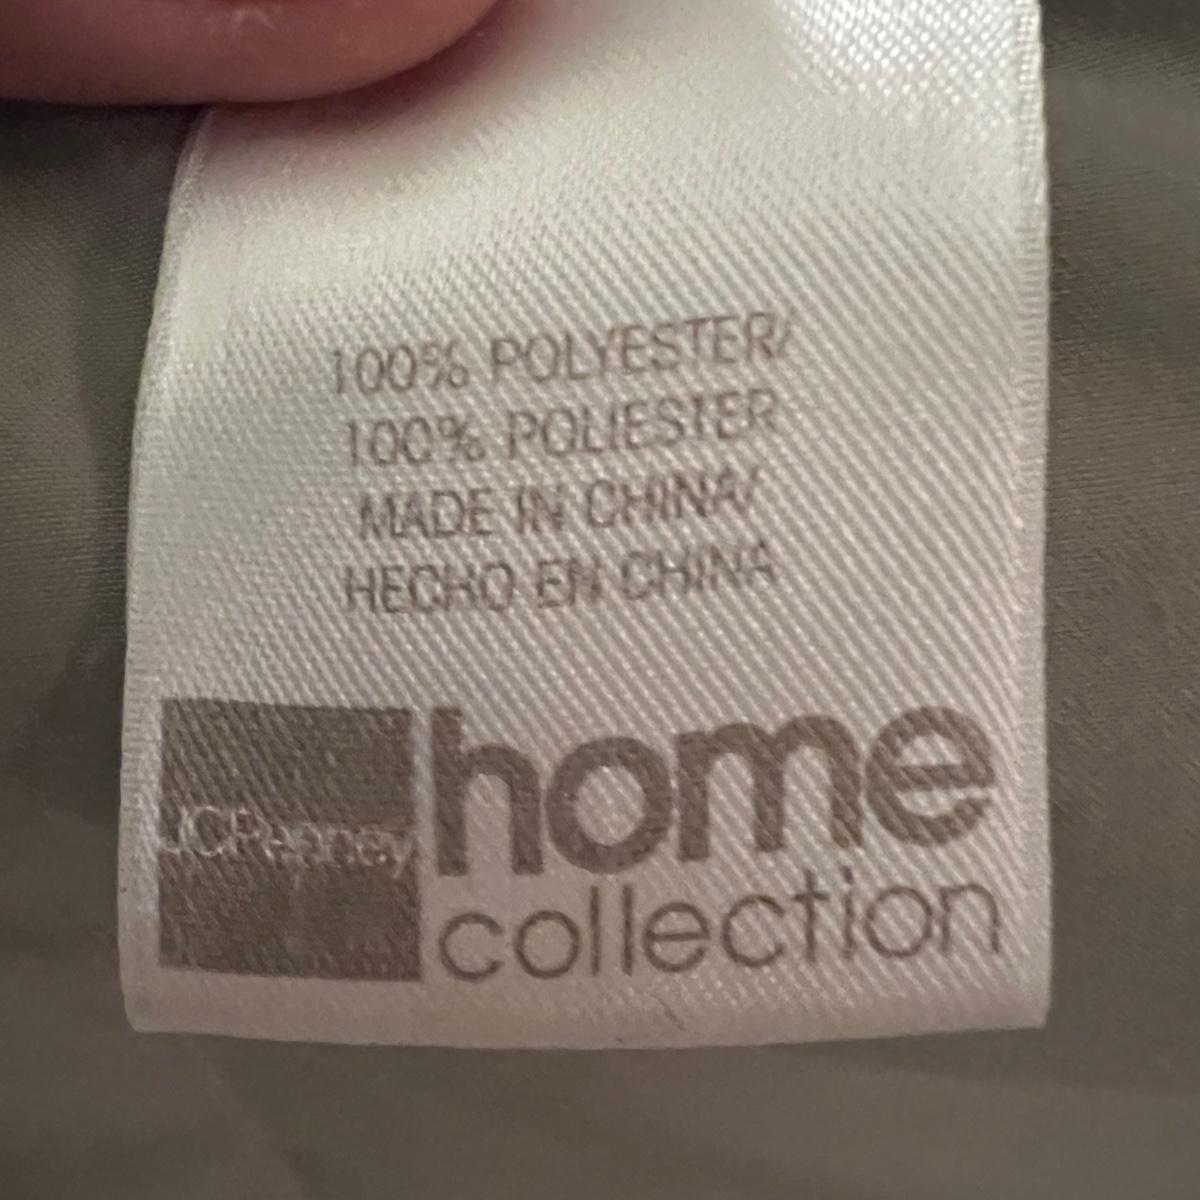 100% POLYESTER/
100% POLIESTER
MADE IN CHINA/
HECHO EN CHINA
JCPenney
home
collection